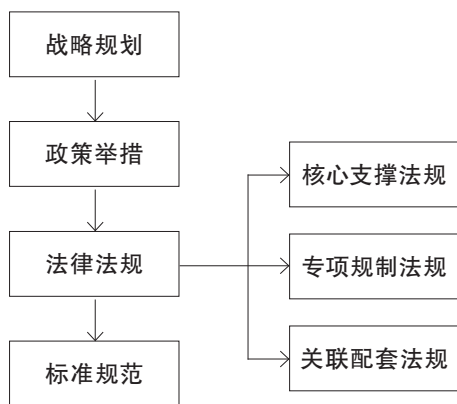 战略规划
政策举措
法律法规
标准规范
核心支撑法规
专项规制法规
关联配套法规